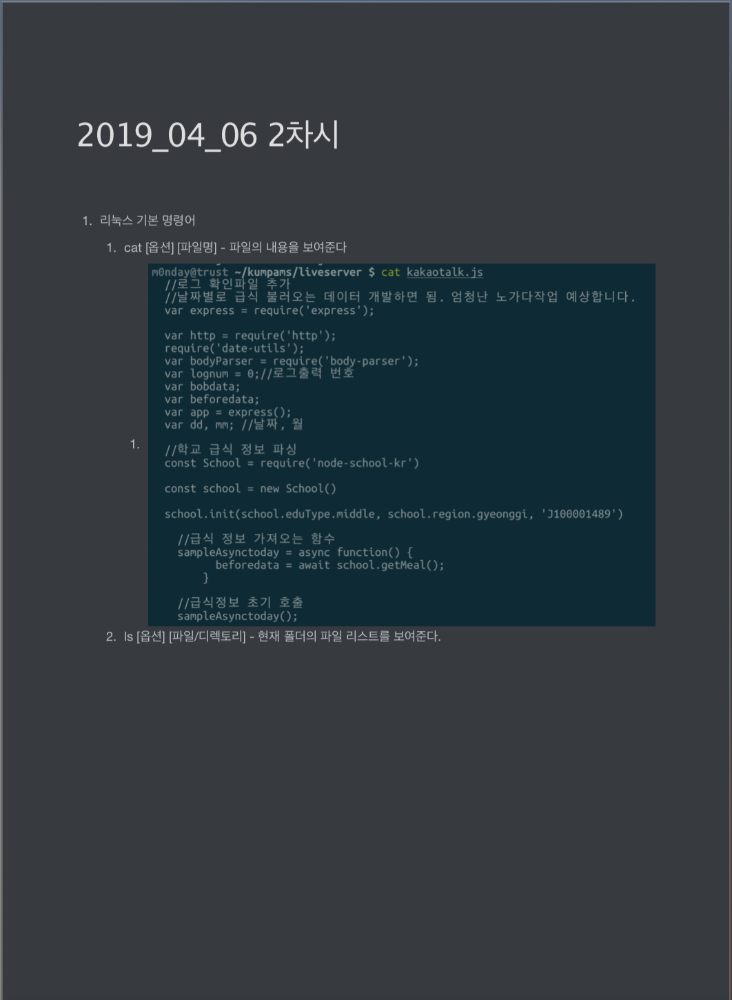 2019_04_06 2차시
1. 리눅스 기본 명령어
1. cat [옵션] [파일명] - 파일의 내용을 보여준다
1.
m0nday@trust ~/kumpams/liveserver $ cat kakaotalk.js
//로그 확인파일 추가
//날짜별로 급식 불러오는 데이터 개발하면 됨. 엄청난 노가다작업 예상합니다.
var express = require('express');
var http = require('http');
require('date-utils');
var bodyParser = require('body-parser');
var lognum = 0;//로그출력 번호
var bobdata;
var beforedata;
var app = express();
var dd, mm; //날짜, 월
//학교 급식 정보 파싱
const School = require('node-school-kr')
const school = new School()
school.init(school.eduType.middle, school.region.gyeonggi, 'J100001489')
//급식 정보 가져오는 함수
sampleAsynctoday = async function() {
beforedata = await school.getMeal();
}
//급식정보 초기 호출
sampleAsynctoday();
2. ls [옵션] [파일/디렉토리] - 현재 폴더의 파일 리스트를 보여준다.